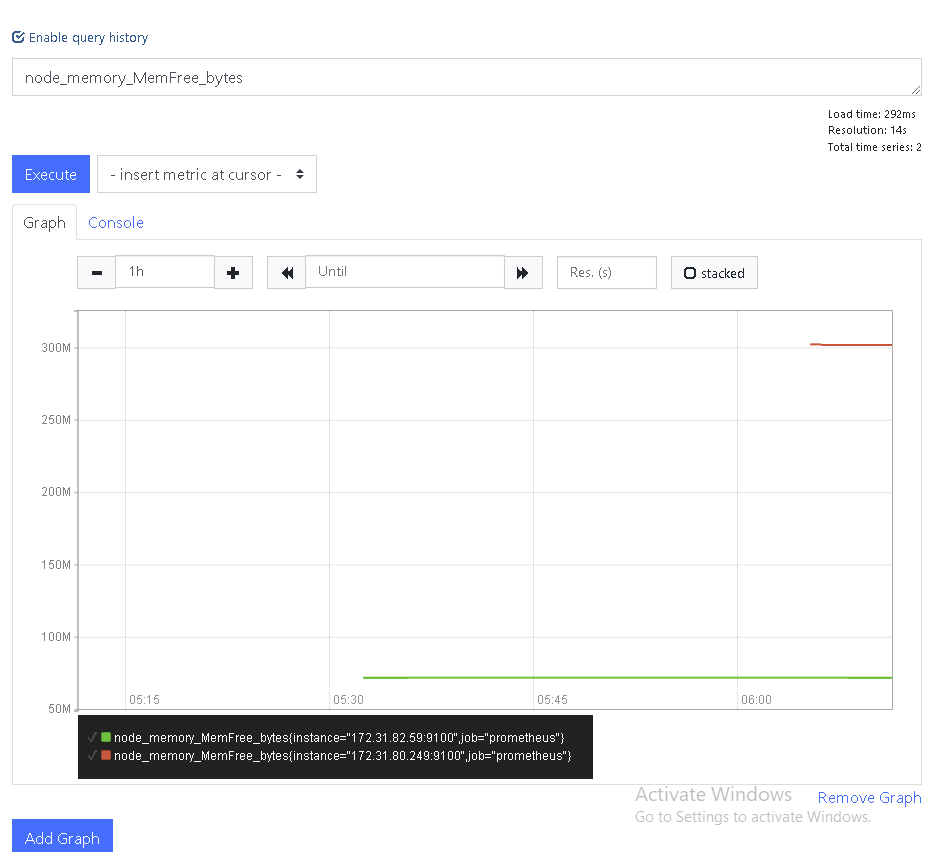 Enable query history
node_memory_MemFree_bytes
Load time: 292ms
Resolution: 14s
Total time series: 2
Execute
- insert metric at cursor -
Graph
Console
1h
Until
Res. (s)
stacked
300M
250M
200M
150M
100M
50M
05:15
05:30
05:45
06:00
node_memory_MemFree_bytes{instance="172.31.82.59:9100",job="prometheus"}
node_memory_MemFree_bytes{instance="172.31.80.249:9100",job="prometheus"}
Activate Windows
Go to Settings to activate Windows.
Remove Graph
Add Graph